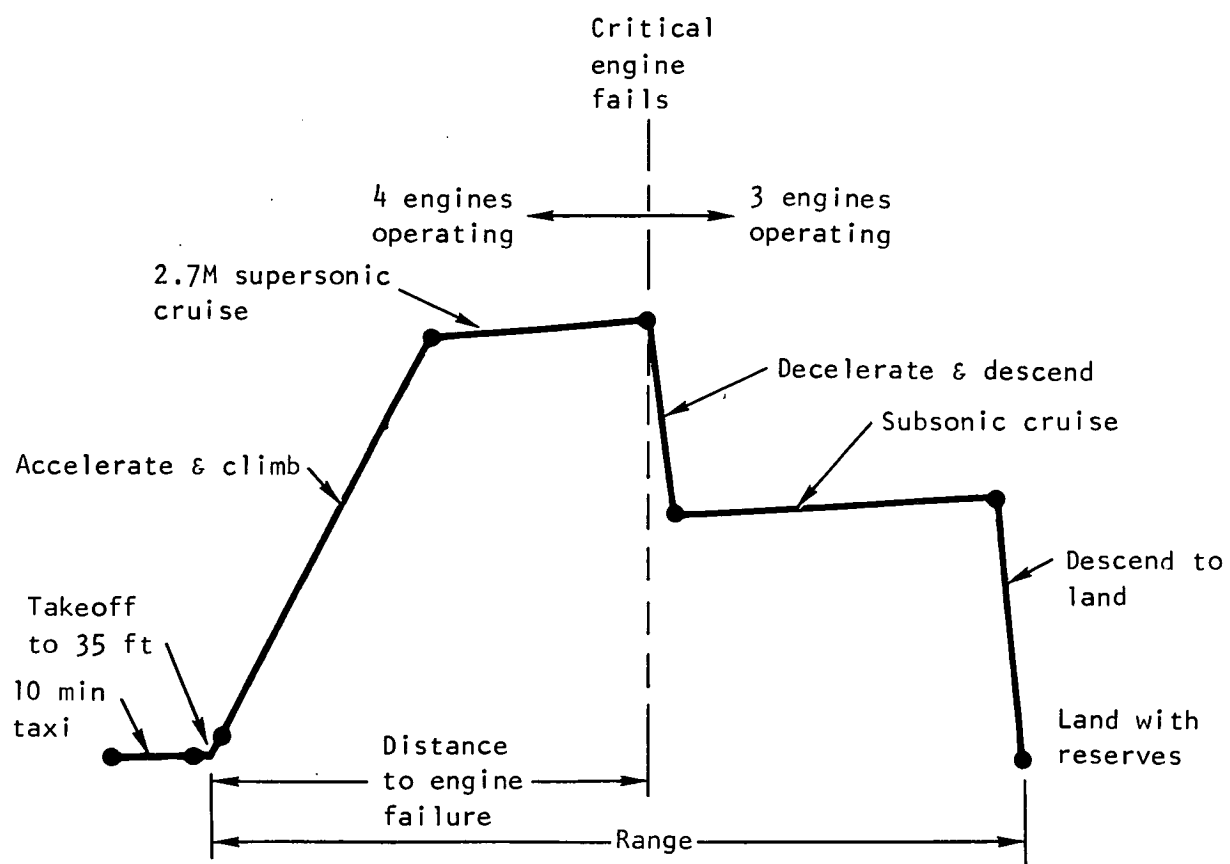 Critical
engine
fails
4 engines
operating
3 engines
operating
2.7M supersonic
cruise
Decelerate & descend
Subsonic cruise
Accelerate & climb
Descend to
land
Takeoff
to 35 ft
10 min
taxi
Land with
reserves
Distance
to engine
failure
Range